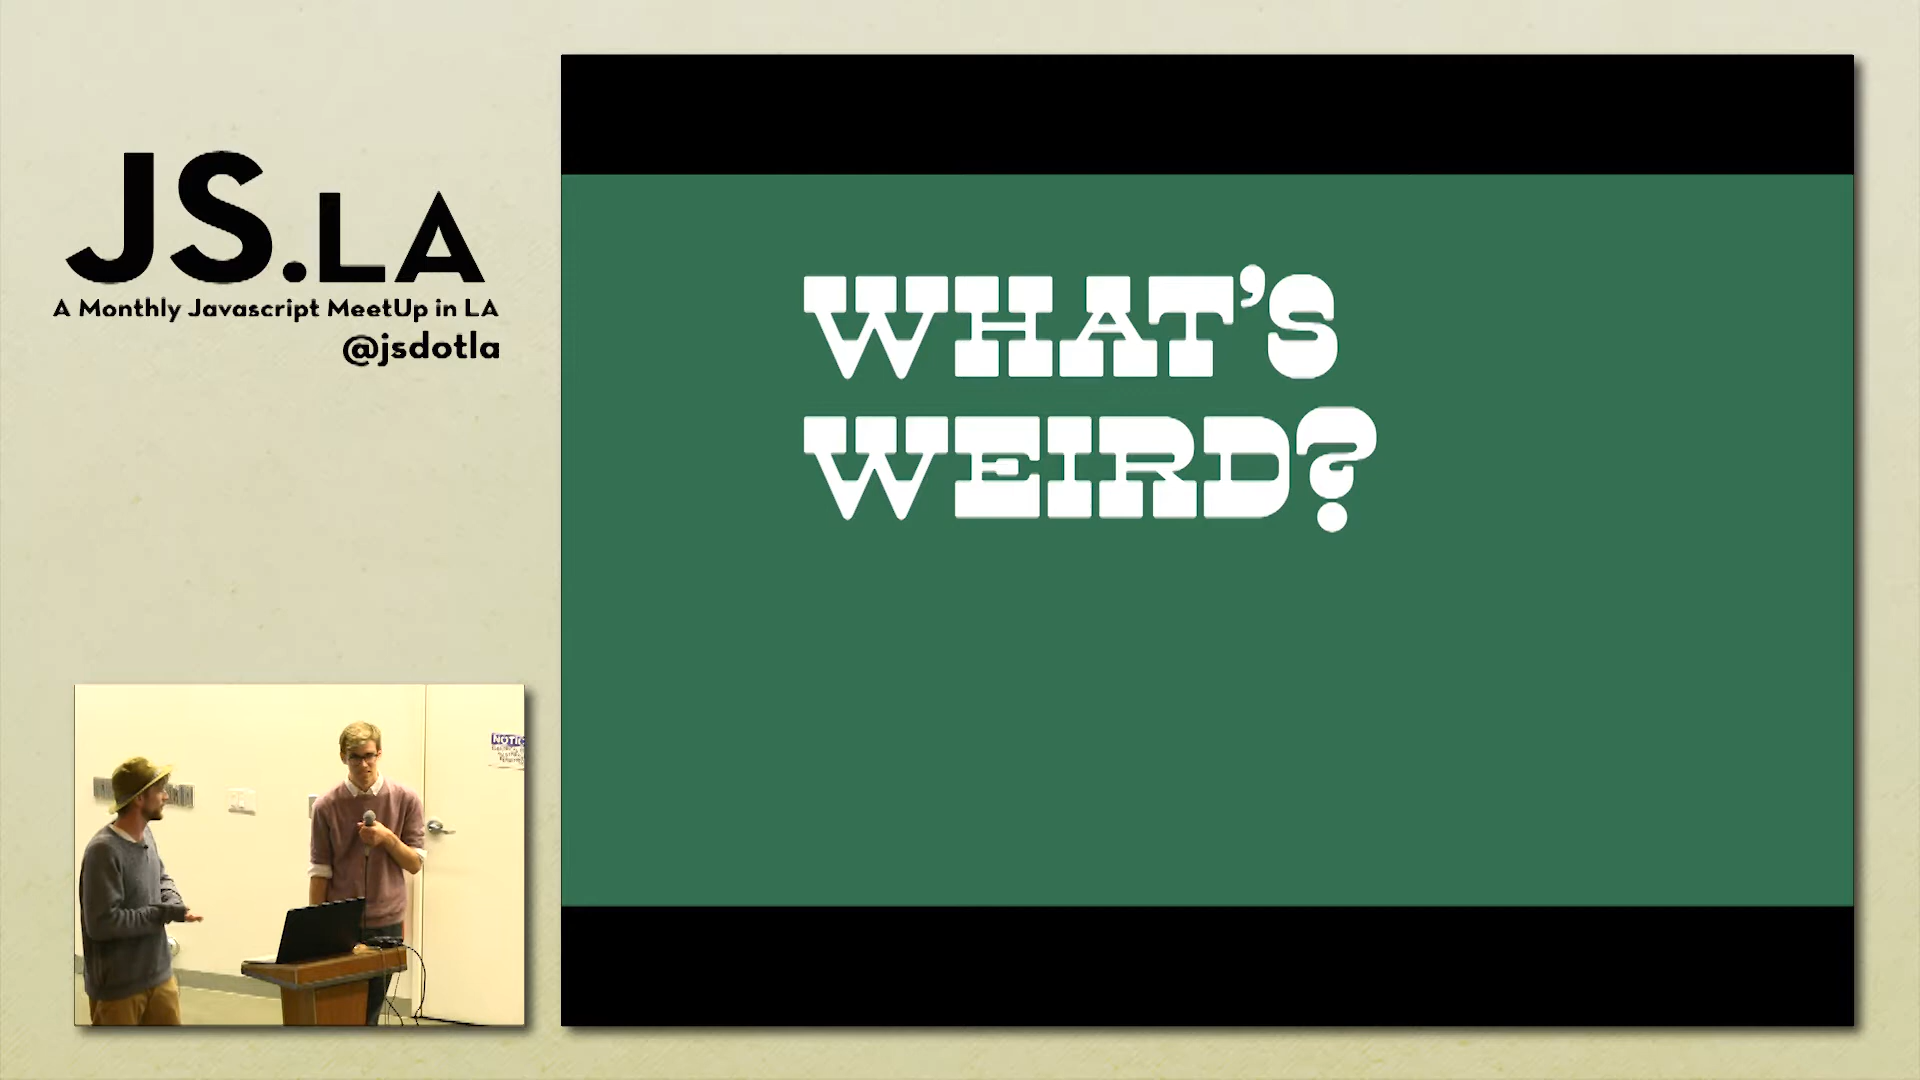 JS.LA
A Monthly Javascript MeetUp in LA
@jsdotla
WHAT'S
WEIRD?